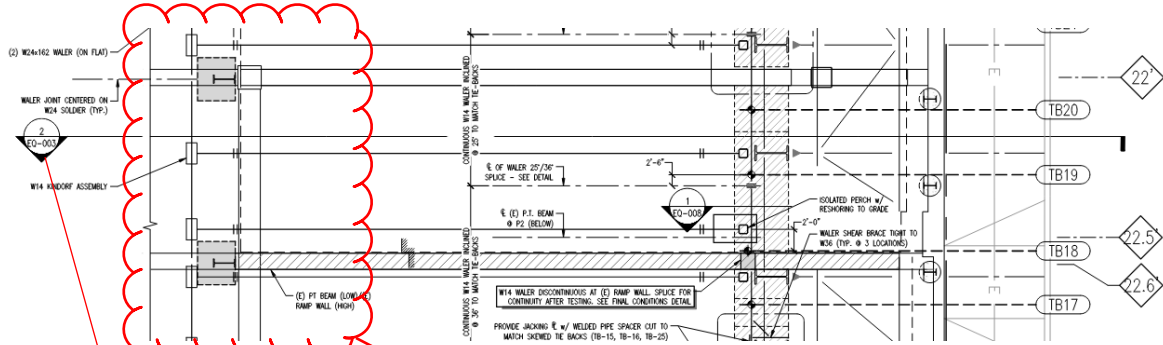 (2) W24x162 WALER (ON FLAT)
WALER JOINT CENTERED ON
W24 SOLDIER (TYP.)
2
EQ-003
W14 KINDORF ASSEMBLY
(E) PT BEAM (LOW)/(E)
RAMP WALL (HIGH)
CONTINUOUS W14 WALER INCLINED
@ 25' TO MATCH TIE-BACKS
CONTINUOUS W14 WALER INCLINED
@ 36' TO MATCH TIE-BACKS
℄ OF WALER 25'/36'
SPLICE - SEE DETAIL
℄ (E) P.T. BEAM
@ P2 (BELOW)
2'-6"
1
EQ-008
ISOLATED PERCH w/
RESHORING TO GRADE
2'-0"
WALER SHEAR BRACE TIGHT TO
W36 (TYP. @ 3 LOCATIONS)
W14 WALER DISCONTINUOUS AT (E) RAMP WALL. SPLICE FOR
CONTINUITY AFTER TESTING. SEE FINAL CONDITIONS DETAIL
PROVIDE JACKING ℄ w/ WELDED PIPE SPACER CUT TO
MATCH SKEWED TIE BACKS (TB-15, TB-16, TB-25)
E
E
TB20
TB19
TB18
TB17
22'
22.5'
22.6'